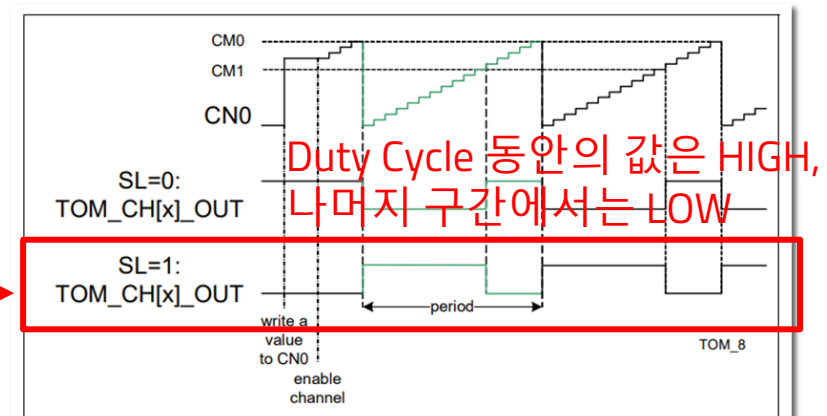 CM0
CM1
CN0
Duty Cycle 동안의 값은 HIGH,
나머지 구간에서는 LOW
SL=0:
TOM_CH[x]_OUT
SL=1:
TOM_CH[x]_OUT
period
write a
value
to CN0
enable
channel
TOM_8